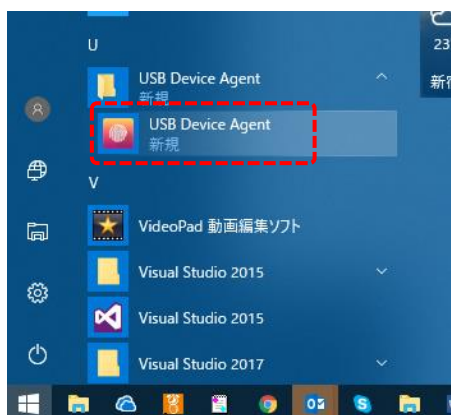 U
23
USB Device Agent
新規
新
USB Device Agent
新規
V
VideoPad 動画編集ソフト
Visual Studio 2015
Visual Studio 2015
Visual Studio 2017